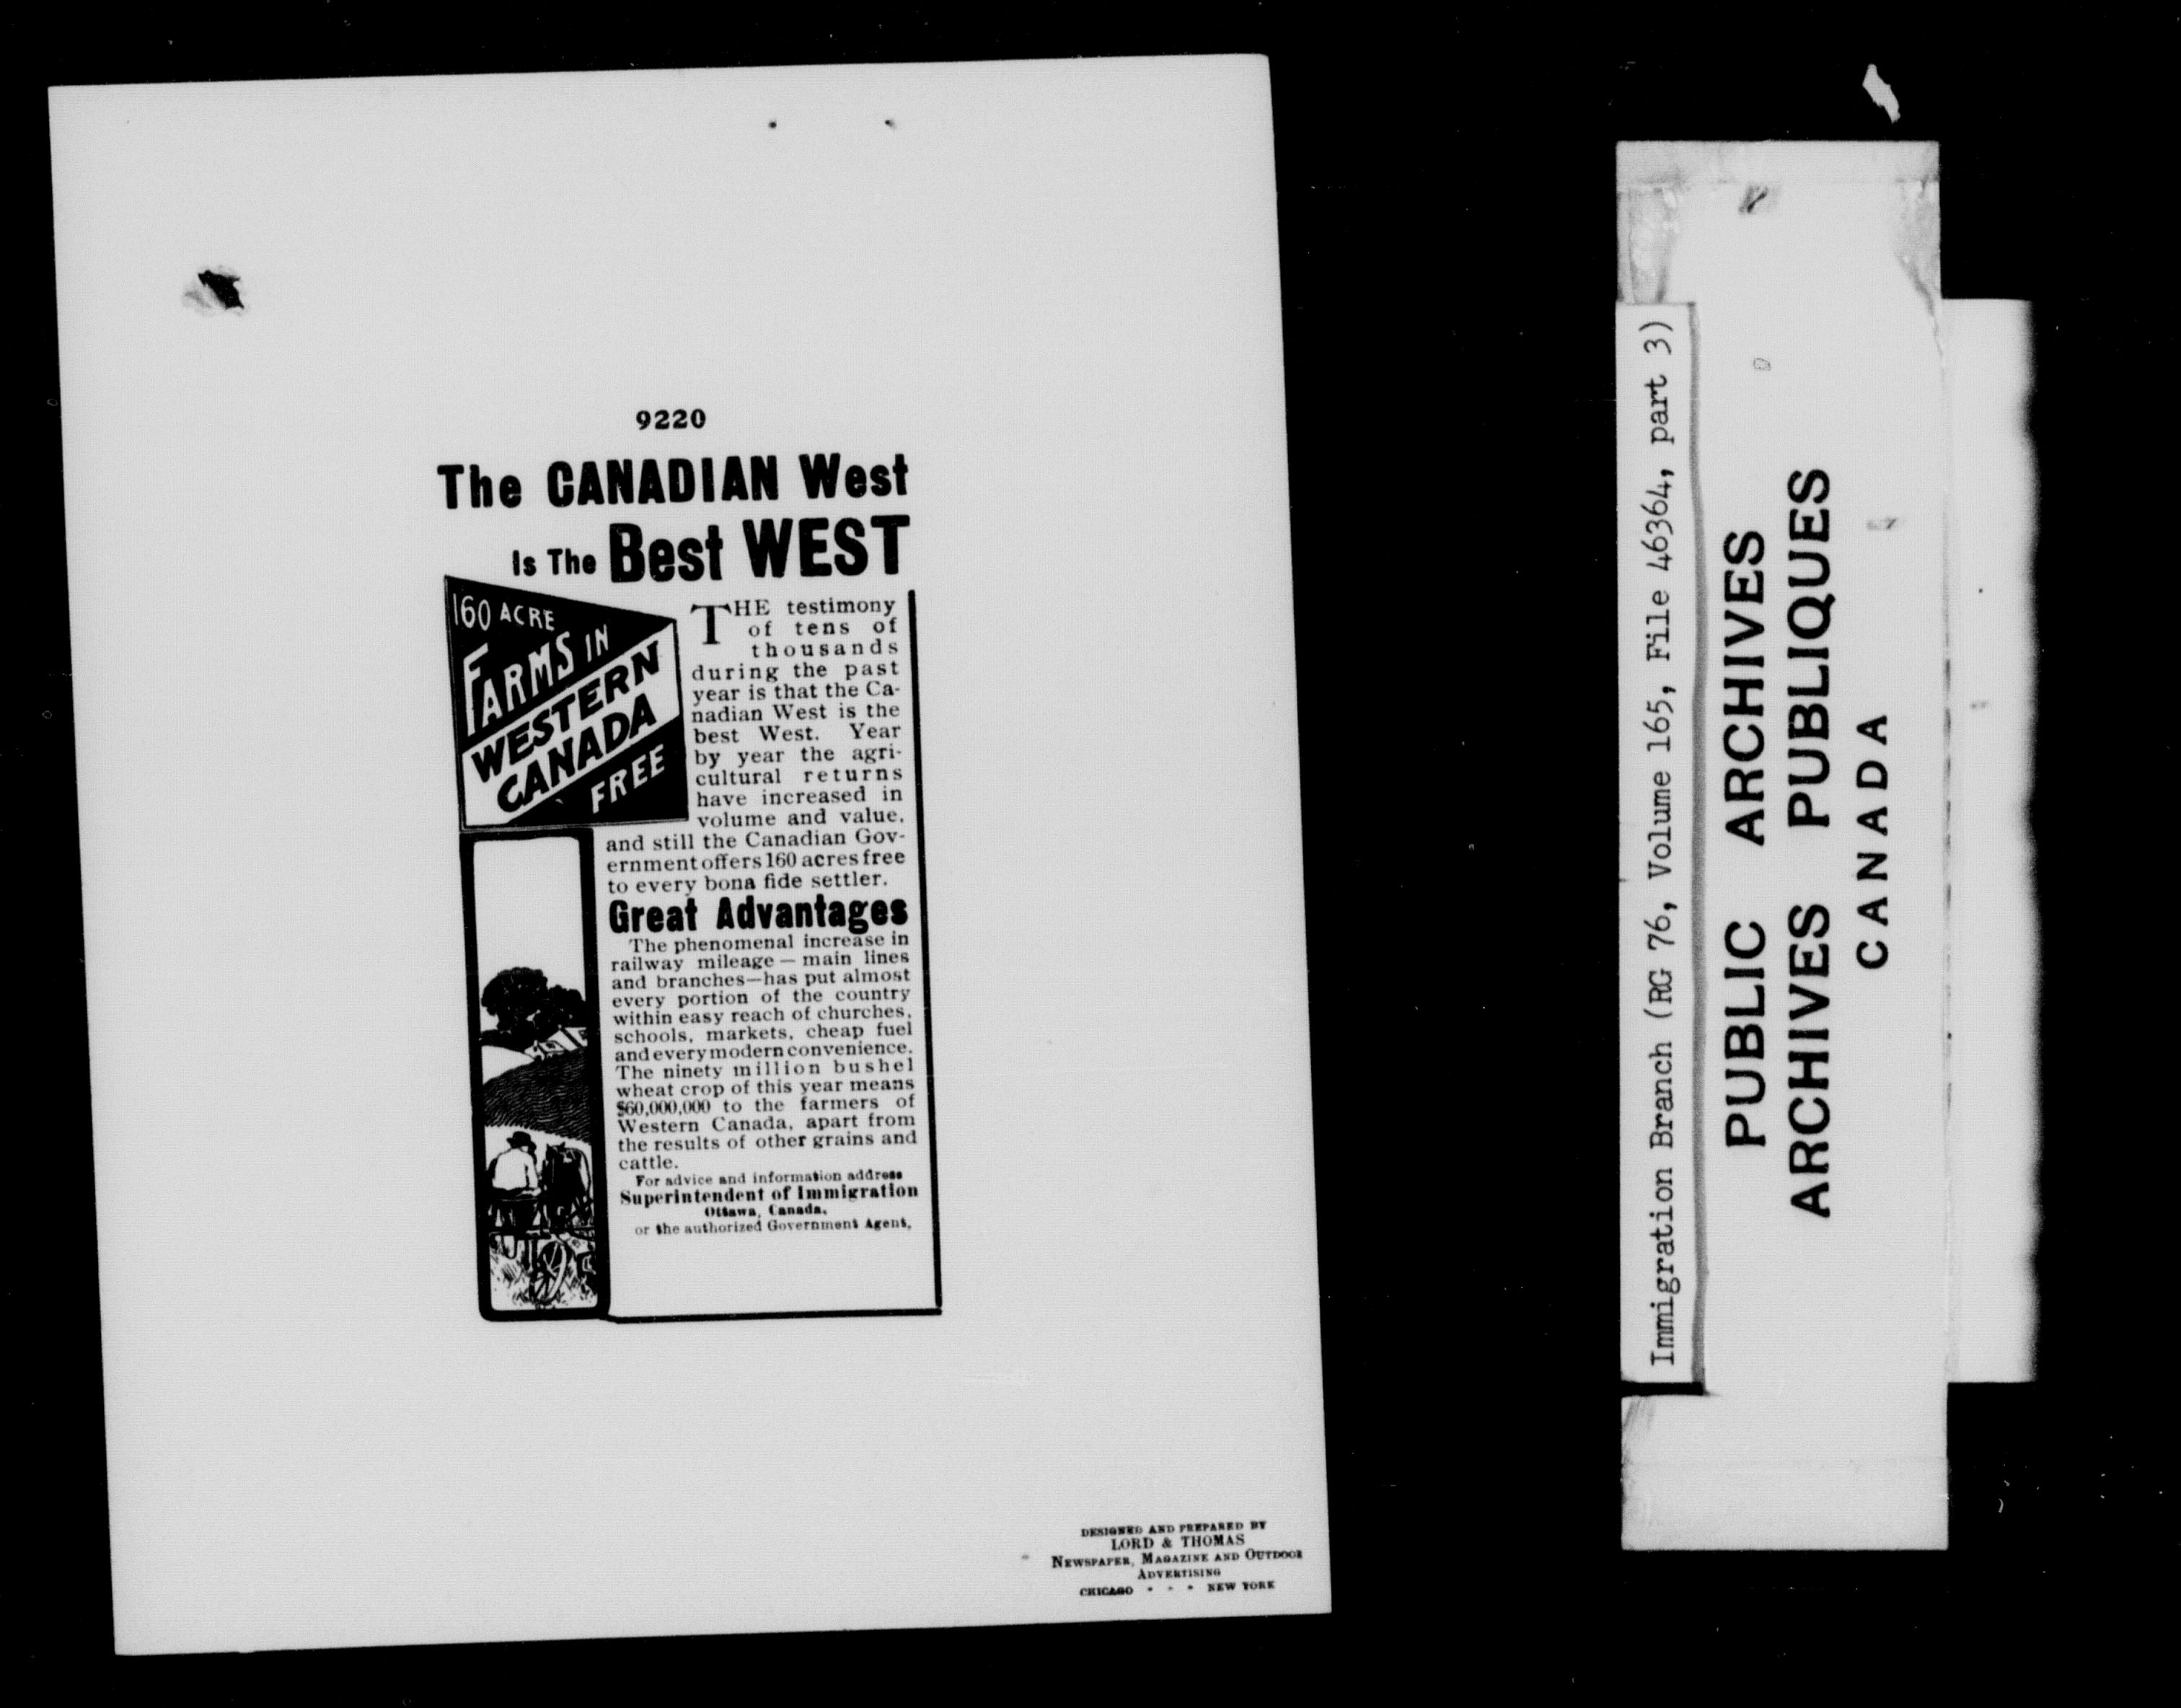 9220
The CANADIAN West
Is The Best WEST
160 ACRE
FARMS IN
WESTERN
CANADA
FREE
THE testimony
of tens of
thousands
during the past
year is that the Ca-
nadian West is the
best West. Year
by year the agri-
cultural returns
have increased in
volume and value,
and still the Canadian Gov-
ernment offers 160 acres free
to every bona fide settler.
Great Advantages
The phenomenal increase in
railway mileage — main lines
and branches—has put almost
every portion of the country
within easy reach of churches,
schools, markets, cheap fuel
and every modern convenience.
The ninety million bushel
wheat crop of this year means
$60,000,000 to the farmers of
Western Canada, apart from
the results of other grains and
cattle.
For advice and information address
Superintendent of Immigration
Ottawa, Canada,
or the authorized Government Agent,
DESIGNED AND PREPARED BY
LORD & THOMAS
NEWSPAPER, MAGAZINE AND OUTDOOR
ADVERTISING
CHICAGO - - - NEW YORK
Immigration Branch (RG 76, Volume 165, File 46364, part 3)
PUBLIC ARCHIVES
ARCHIVES PUBLIQUES
CANADA